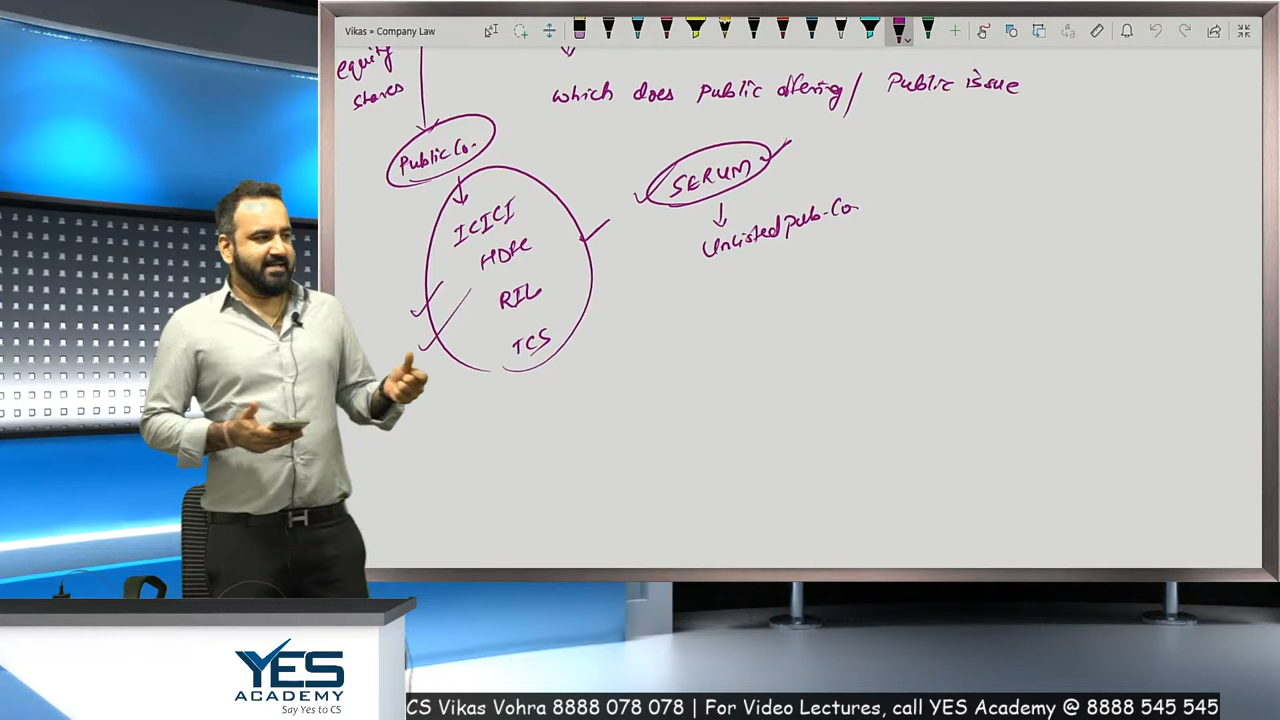 Vikas » Company Law
equity
shares
which does public offering / Public issue
Public Co.
SERUM
Unlisted pub-Co
ICICI
HDFC
RIL
TCS
YES
ACADEMY
Say Yes to CS
CS Vikas Vohra 8888 078 078 | For Video Lectures, call YES Academy @ 8888 545 545